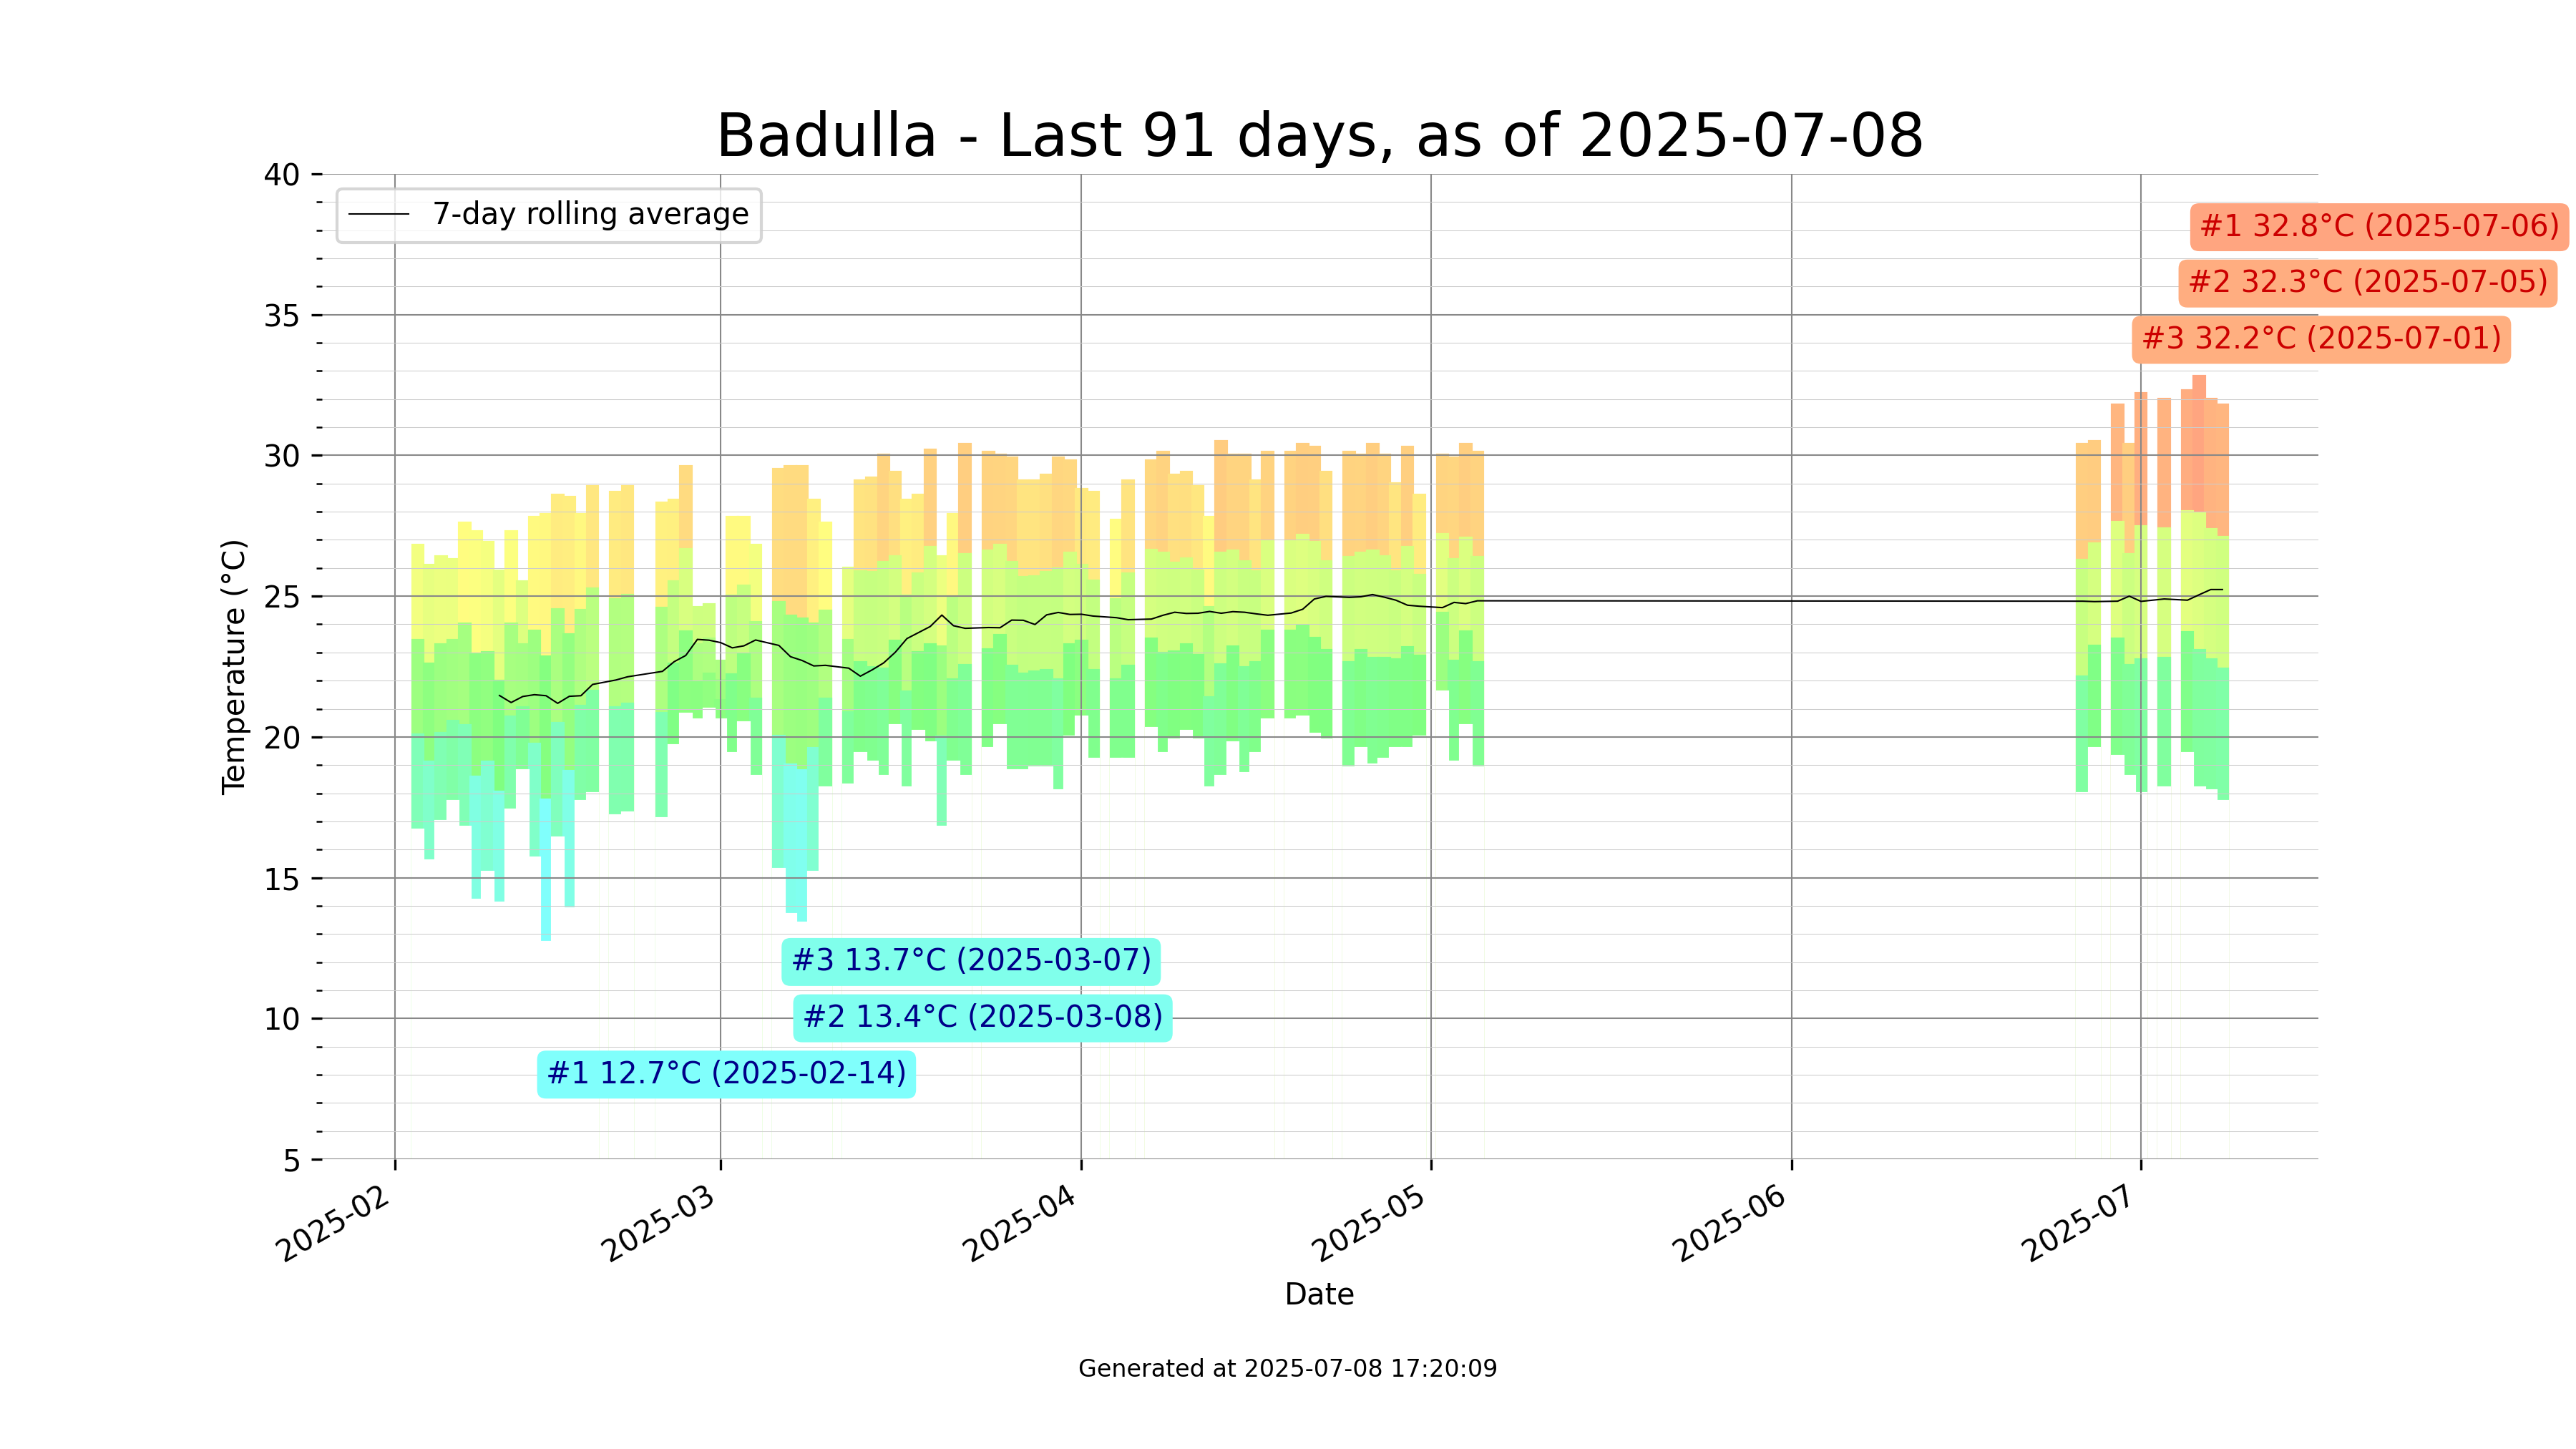 Badulla - Last 91 days, as of 2025-07-08
40
7-day rolling average
#1 32.8°C (2025-07-06)
#2 32.3°C (2025-07-05)
35
#3 32.2°C (2025-07-01)
30
25
Temperature (°C)
20
15
#3 13.7°C (2025-03-07)
10
#2 13.4°C (2025-03-08)
#1 12.7°C (2025-02-14)
5
2025-02
2025-03
2025-04
2025-05
2025-06
2025-07
Date
Generated at 2025-07-08 17:20:09